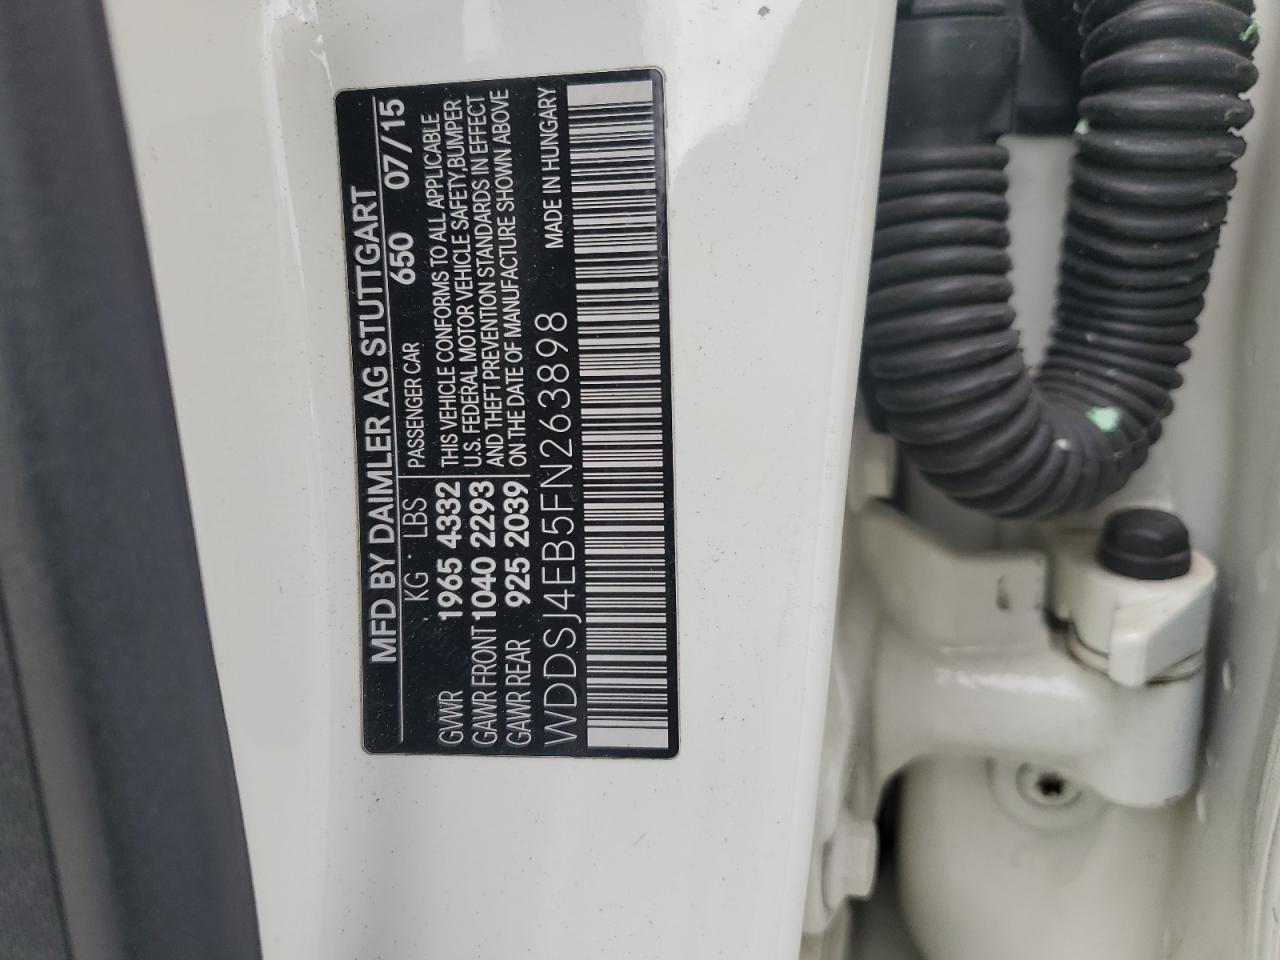 MFD BY DAIMLER AG STUTTGART
KG LBS PASSENGER CAR 650 07/15
GVWR 1965 4332 THIS VEHICLE CONFORMS TO ALL APPLICABLE
U.S. FEDERAL MOTOR VEHICLE SAFETY,BUMPER
GAWR FRONT 1040 2293 AND THEFT PREVENTION STANDARDS IN EFFECT
GAWR REAR 925 2039 ON THE DATE OF MANUFACTURE SHOWN ABOVE
WDDSJ4EB5FN263898 MADE IN HUNGARY